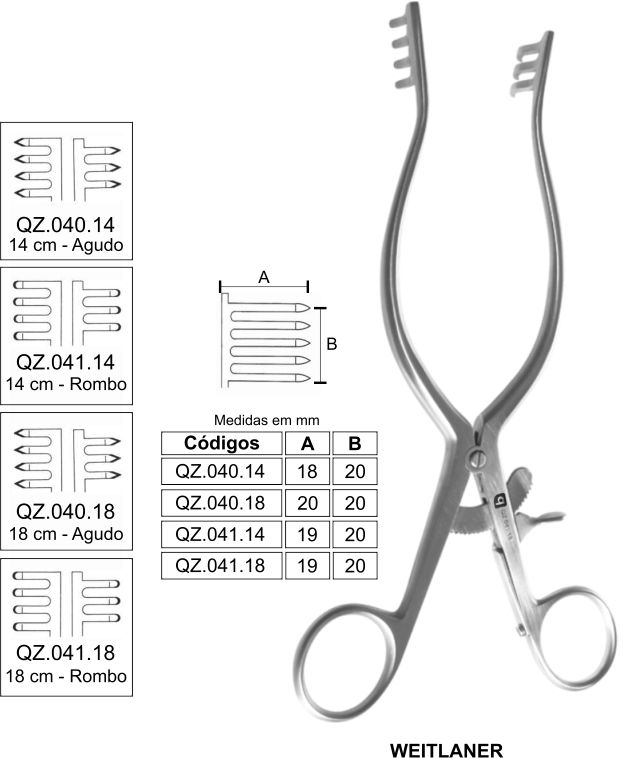 QZ.040.14
14 cm - Agudo
QZ.041.14
14 cm - Rombo
QZ.040.18
18 cm - Agudo
QZ.041.18
18 cm - Rombo
A
B
Medidas em mm
Códigos A B
QZ.040.14 18 20
QZ.040.18 20 20
QZ.041.14 19 20
QZ.041.18 19 20
WEITLANER